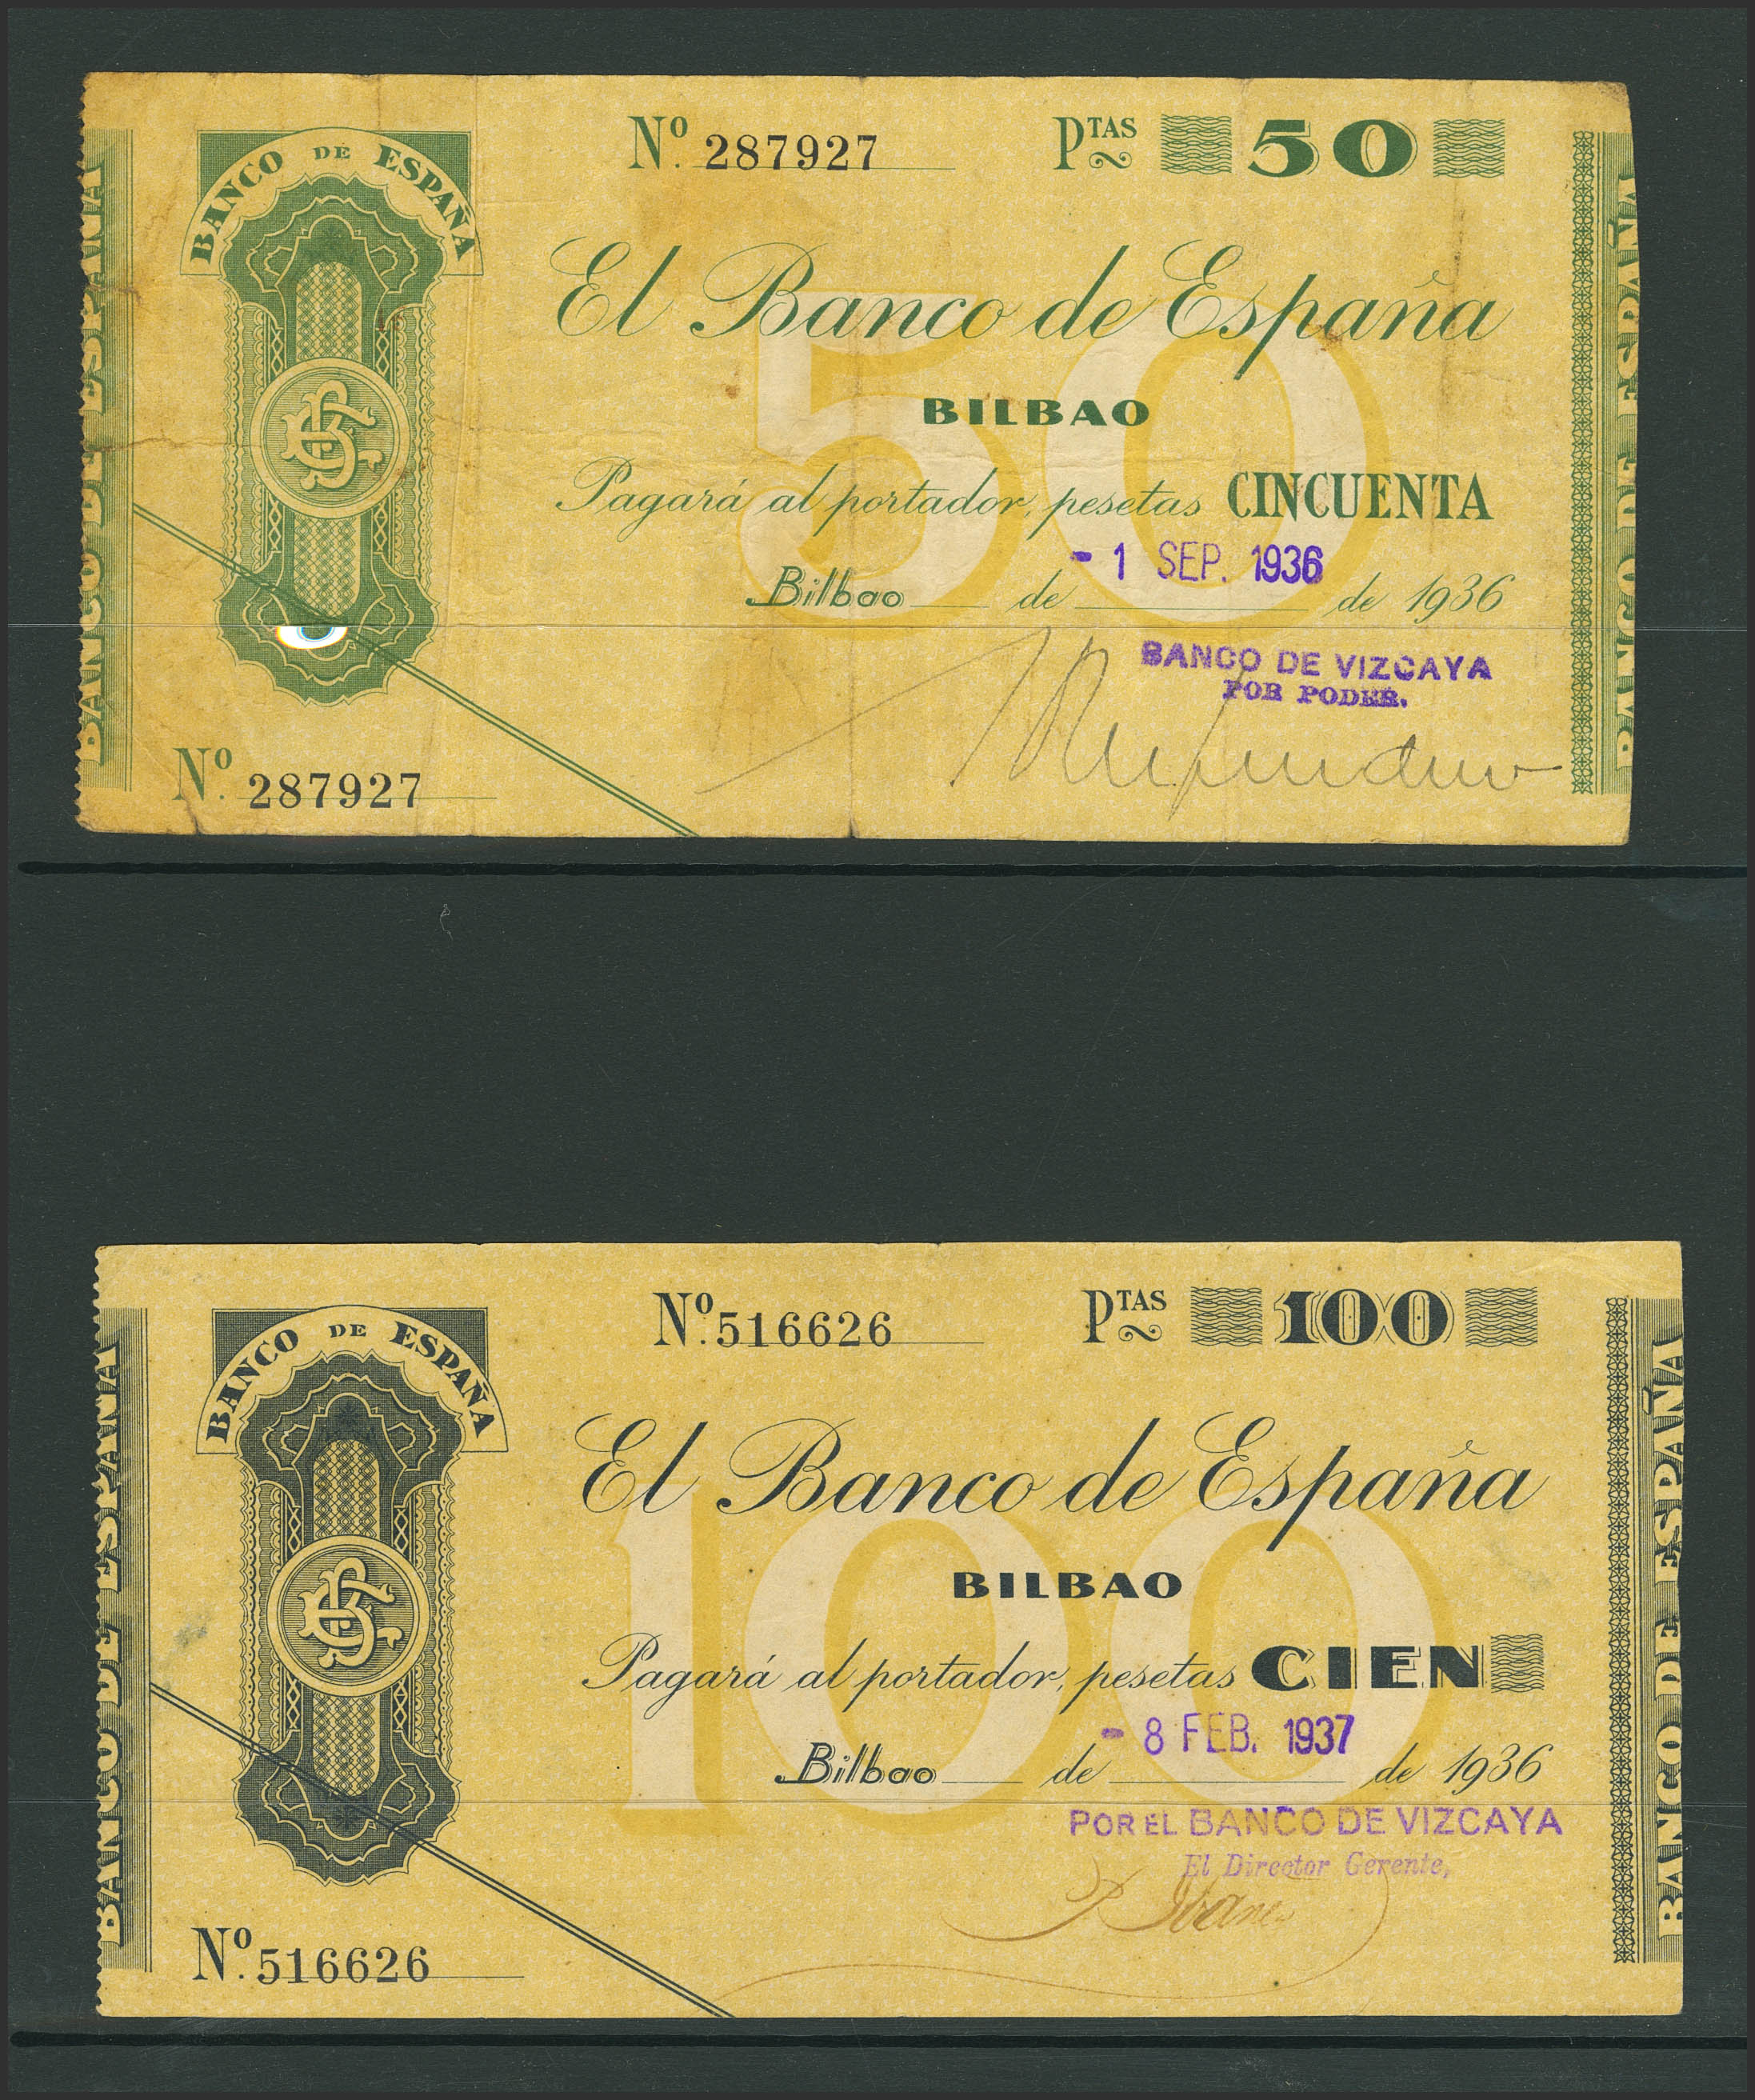 BANCO DE ESPAÑA
BANCO DE ESPAÑA
Nº. 287927
PTAS 50
El Banco de España
50
BILBAO
Pagará al portador, pesetas CINCUENTA
- 1 SEP. 1936
Bilbao de de 1936
BANCO DE VIZCAYA
POR PODER.
Nº. 287927
BANCO DE ESPAÑA
BANCO DE ESPAÑA
BANCO DE ESPAÑA
Nº. 516626
PTAS 100
El Banco de España
100
BILBAO
Pagará al portador, pesetas CIEN
- 8 FEB. 1937
Bilbao de de 1936
POR EL BANCO DE VIZCAYA
El Director Gerente,
Nº. 516626
BANCO DE ESPAÑA